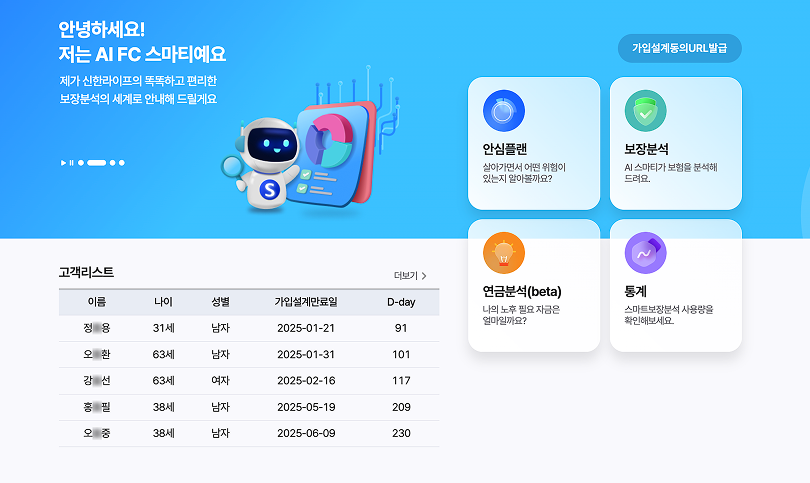 안녕하세요!
저는 AI FC 스마티예요
제가 신한라이프의 똑똑하고 편리한
보장분석의 세계로 안내해 드릴게요
S
가입설계동의URL발급
안심플랜
살아가면서 어떤 위험이
있는지 알아볼까요?
보장분석
AI 스마티가 보험을 분석해
드려요.
연금분석(beta)
나의 노후 필요 자금은
얼마일까요?
통계
스마트보장분석 사용량을
확인해보세요.
고객리스트
더보기
이름 나이 성별 가입설계만료일 D-day
정 용 31세 남자 2025-01-21 91
오 환 63세 남자 2025-01-31 101
강 선 63세 여자 2025-02-16 117
홍 필 38세 남자 2025-05-19 209
오 중 38세 남자 2025-06-09 230